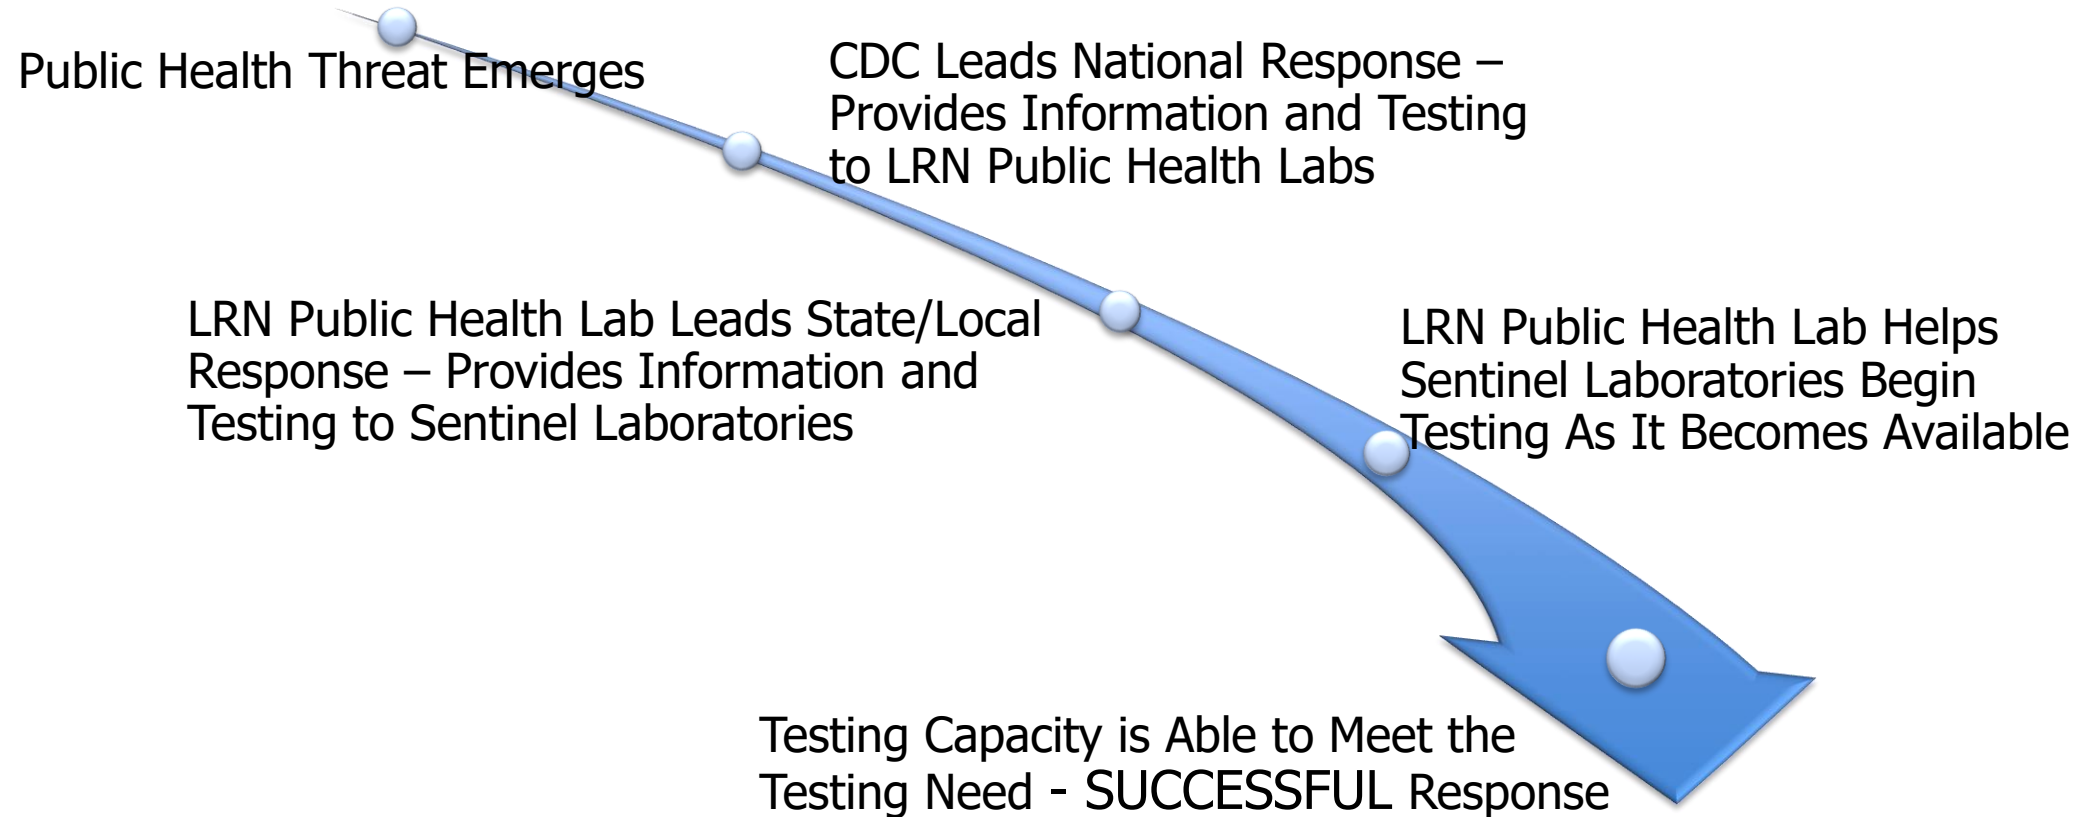 Public Health Threat Emerges
CDC Leads National Response –
Provides Information and Testing
to LRN Public Health Labs
LRN Public Health Lab Leads State/Local
Response – Provides Information and
Testing to Sentinel Laboratories
LRN Public Health Lab Helps
Sentinel Laboratories Begin
Testing As It Becomes Available
Testing Capacity is Able to Meet the
Testing Need - SUCCESSFUL Response